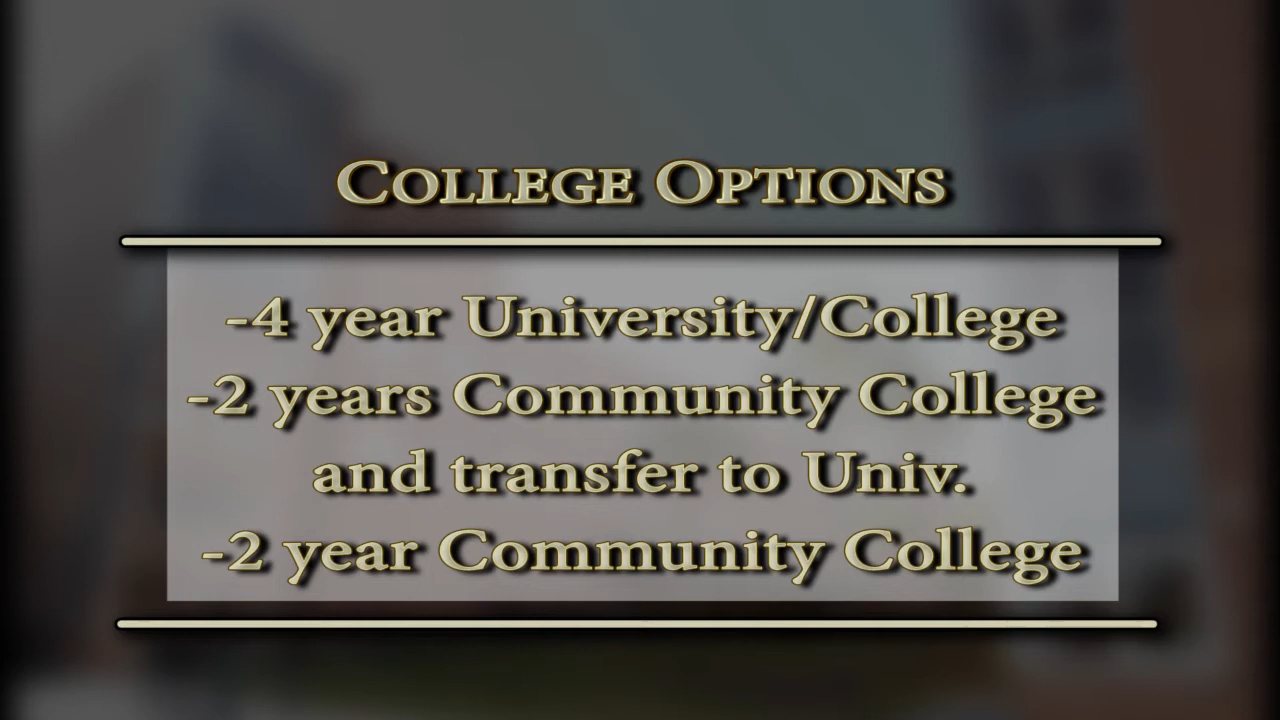 College Options
-4 year University/College
-2 years Community College
and transfer to Univ.
-2 year Community College